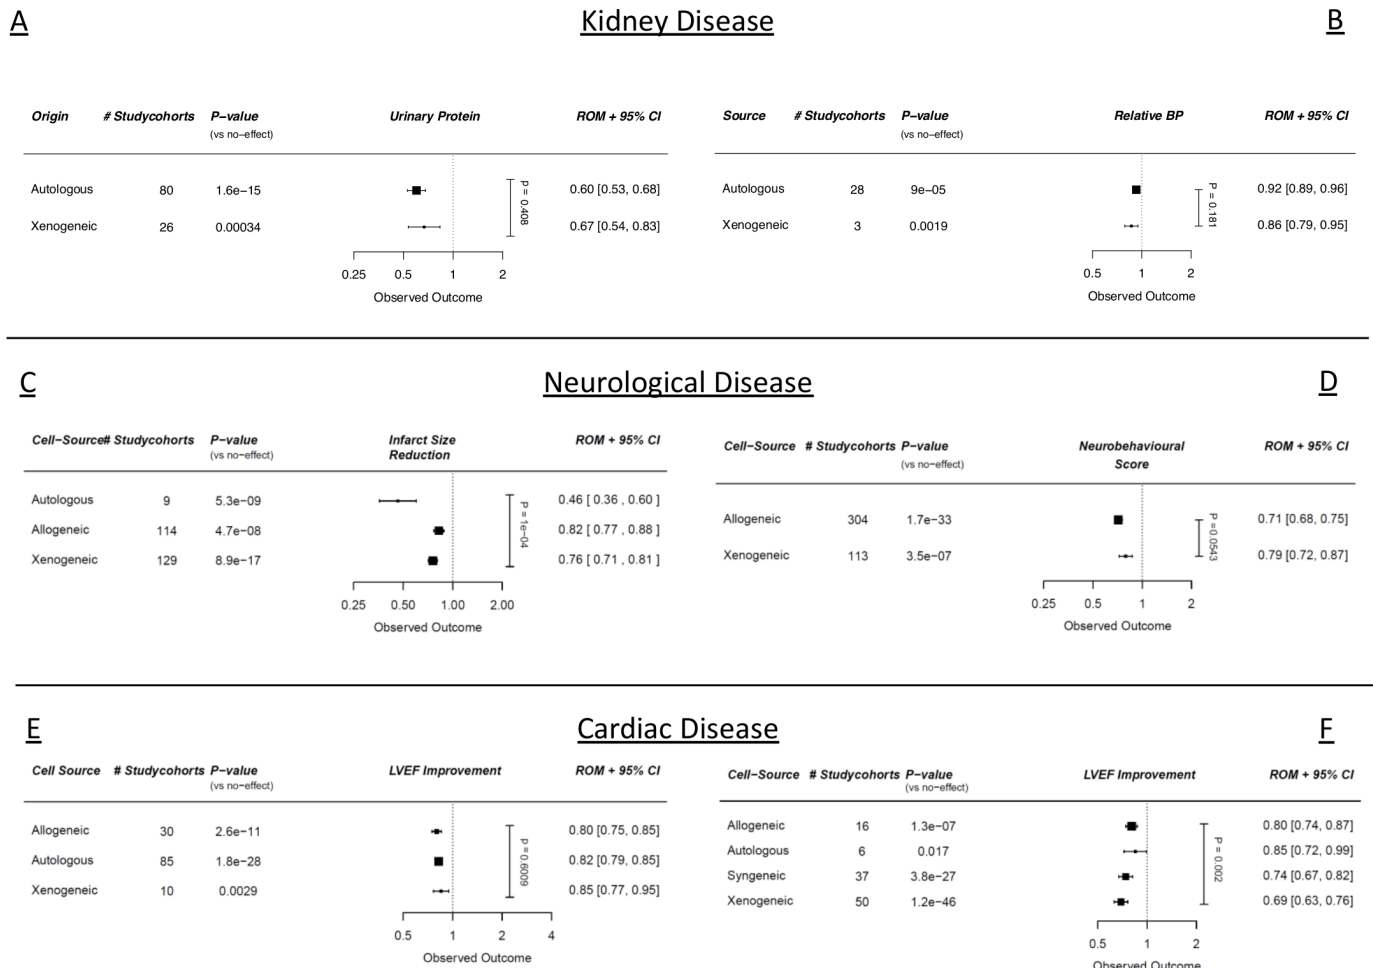 A Kidney Disease B
Origin # Studycohorts P−value Urinary Protein ROM + 95% CI
(vs no−effect)
Autologous 80 1.6e−15 0.60 [0.53, 0.68]
Xenogeneic 26 0.00034 0.67 [0.54, 0.83]
P = 0.408
0.25 0.5 1 2
Observed Outcome
Source # Studycohorts P−value Relative BP ROM + 95% CI
(vs no−effect)
Autologous 28 9e−05 0.92 [0.89, 0.96]
Xenogeneic 3 0.0019 0.86 [0.79, 0.95]
P = 0.181
0.5 1 2
Observed Outcome
C Neurological Disease D
Cell−Source # Studycohorts P−value Infarct Size ROM + 95% CI
(vs no−effect) Reduction
Autologous 9 5.3e−09 0.46 [ 0.36 , 0.60 ]
Allogeneic 114 4.7e−08 0.82 [ 0.77 , 0.88 ]
Xenogeneic 129 8.9e−17 0.76 [ 0.71 , 0.81 ]
P = 1e−04
0.25 0.50 1.00 2.00
Observed Outcome
Cell−Source # Studycohorts P−value Neurobehavioural ROM + 95% CI
(vs no−effect) Score
Allogeneic 304 1.7e−33 0.71 [0.68, 0.75]
Xenogeneic 113 3.5e−07 0.79 [0.72, 0.87]
P =0.0543
0.25 0.5 1 2
Observed Outcome
E Cardiac Disease F
Cell Source # Studycohorts P−value LVEF Improvement ROM + 95% CI
(vs no−effect)
Allogeneic 30 2.6e−11 0.80 [0.75, 0.85]
Autologous 85 1.8e−28 0.82 [0.79, 0.85]
Xenogeneic 10 0.0029 0.85 [0.77, 0.95]
p = 0.6009
0.5 1 2 4
Observed Outcome
Cell−Source # Studycohorts P−value LVEF Improvement ROM + 95% CI
(vs no−effect)
Allogeneic 16 1.3e−07 0.80 [0.74, 0.87]
Autologous 6 0.017 0.85 [0.72, 0.99]
Syngeneic 37 3.8e−27 0.74 [0.67, 0.82]
Xenogeneic 50 1.2e−46 0.69 [0.63, 0.76]
P = 0.002
0.5 1 2
Observed Outcome